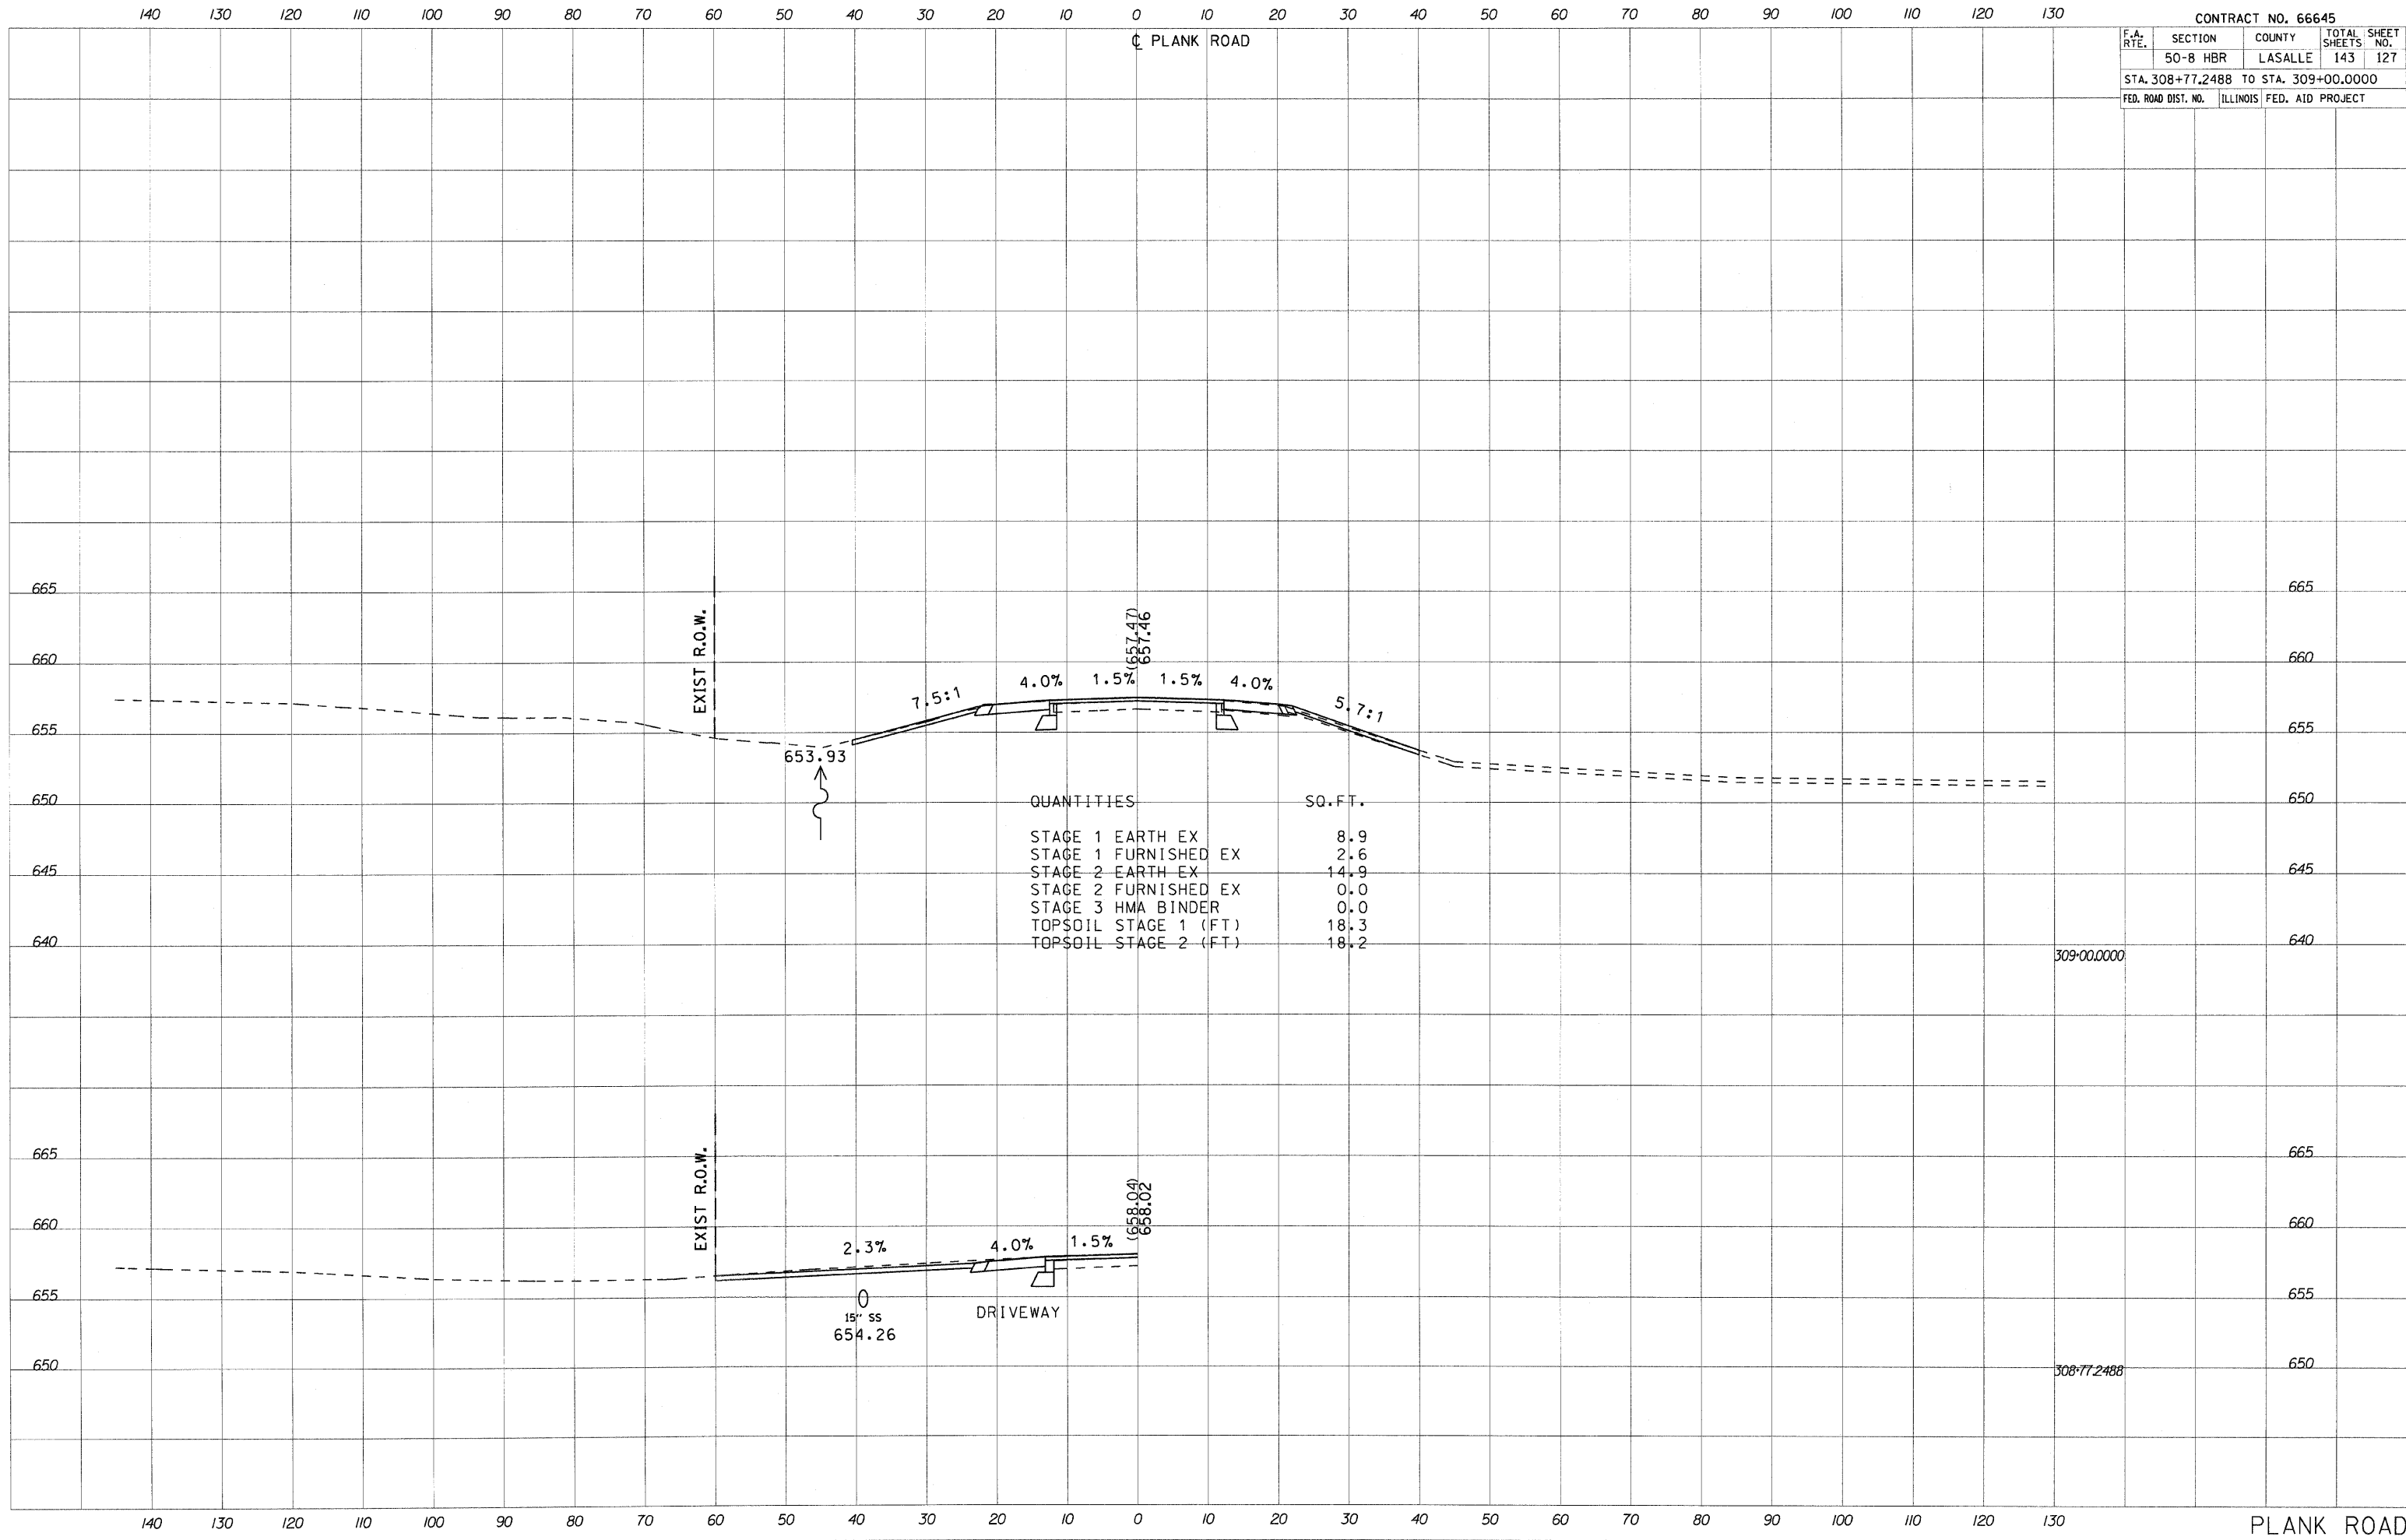 140 130 120 110 100 90 80 70 60 50 40 30 20 10 0 10 20 30 40 50 60 70 80 90 100 110 120 130
CONTRACT NO. 66645
F.A. RTE. SECTION COUNTY TOTAL SHEETS SHEET NO.
50-8 HBR LASALLE 143 127
STA. 308+77.2488 TO STA. 309+00.0000
FED. ROAD DIST. NO. ILLINOIS FED. AID PROJECT
℄ PLANK ROAD
665 665
EXIST R.O.W.
(657.47)
657.46
660 660
7.5:1 4.0% 1.5% 1.5% 4.0% 5.7:1
655 655
653.93
650 650
QUANTITIES SQ.FT.
STAGE 1 EARTH EX 8.9
STAGE 1 FURNISHED EX 2.6
STAGE 2 EARTH EX 14.9
STAGE 2 FURNISHED EX 0.0
STAGE 3 HMA BINDER 0.0
TOPSOIL STAGE 1 (FT) 18.3
TOPSOIL STAGE 2 (FT) 18.2
645 645
640 640
309+00.0000
665 665
EXIST R.O.W.
(658.04)
658.02
660 660
2.3% 4.0% 1.5%
655 655
15" SS
654.26
DRIVEWAY
650 650
308+77.2488
140 130 120 110 100 90 80 70 60 50 40 30 20 10 0 10 20 30 40 50 60 70 80 90 100 110 120 130
PLANK ROAD